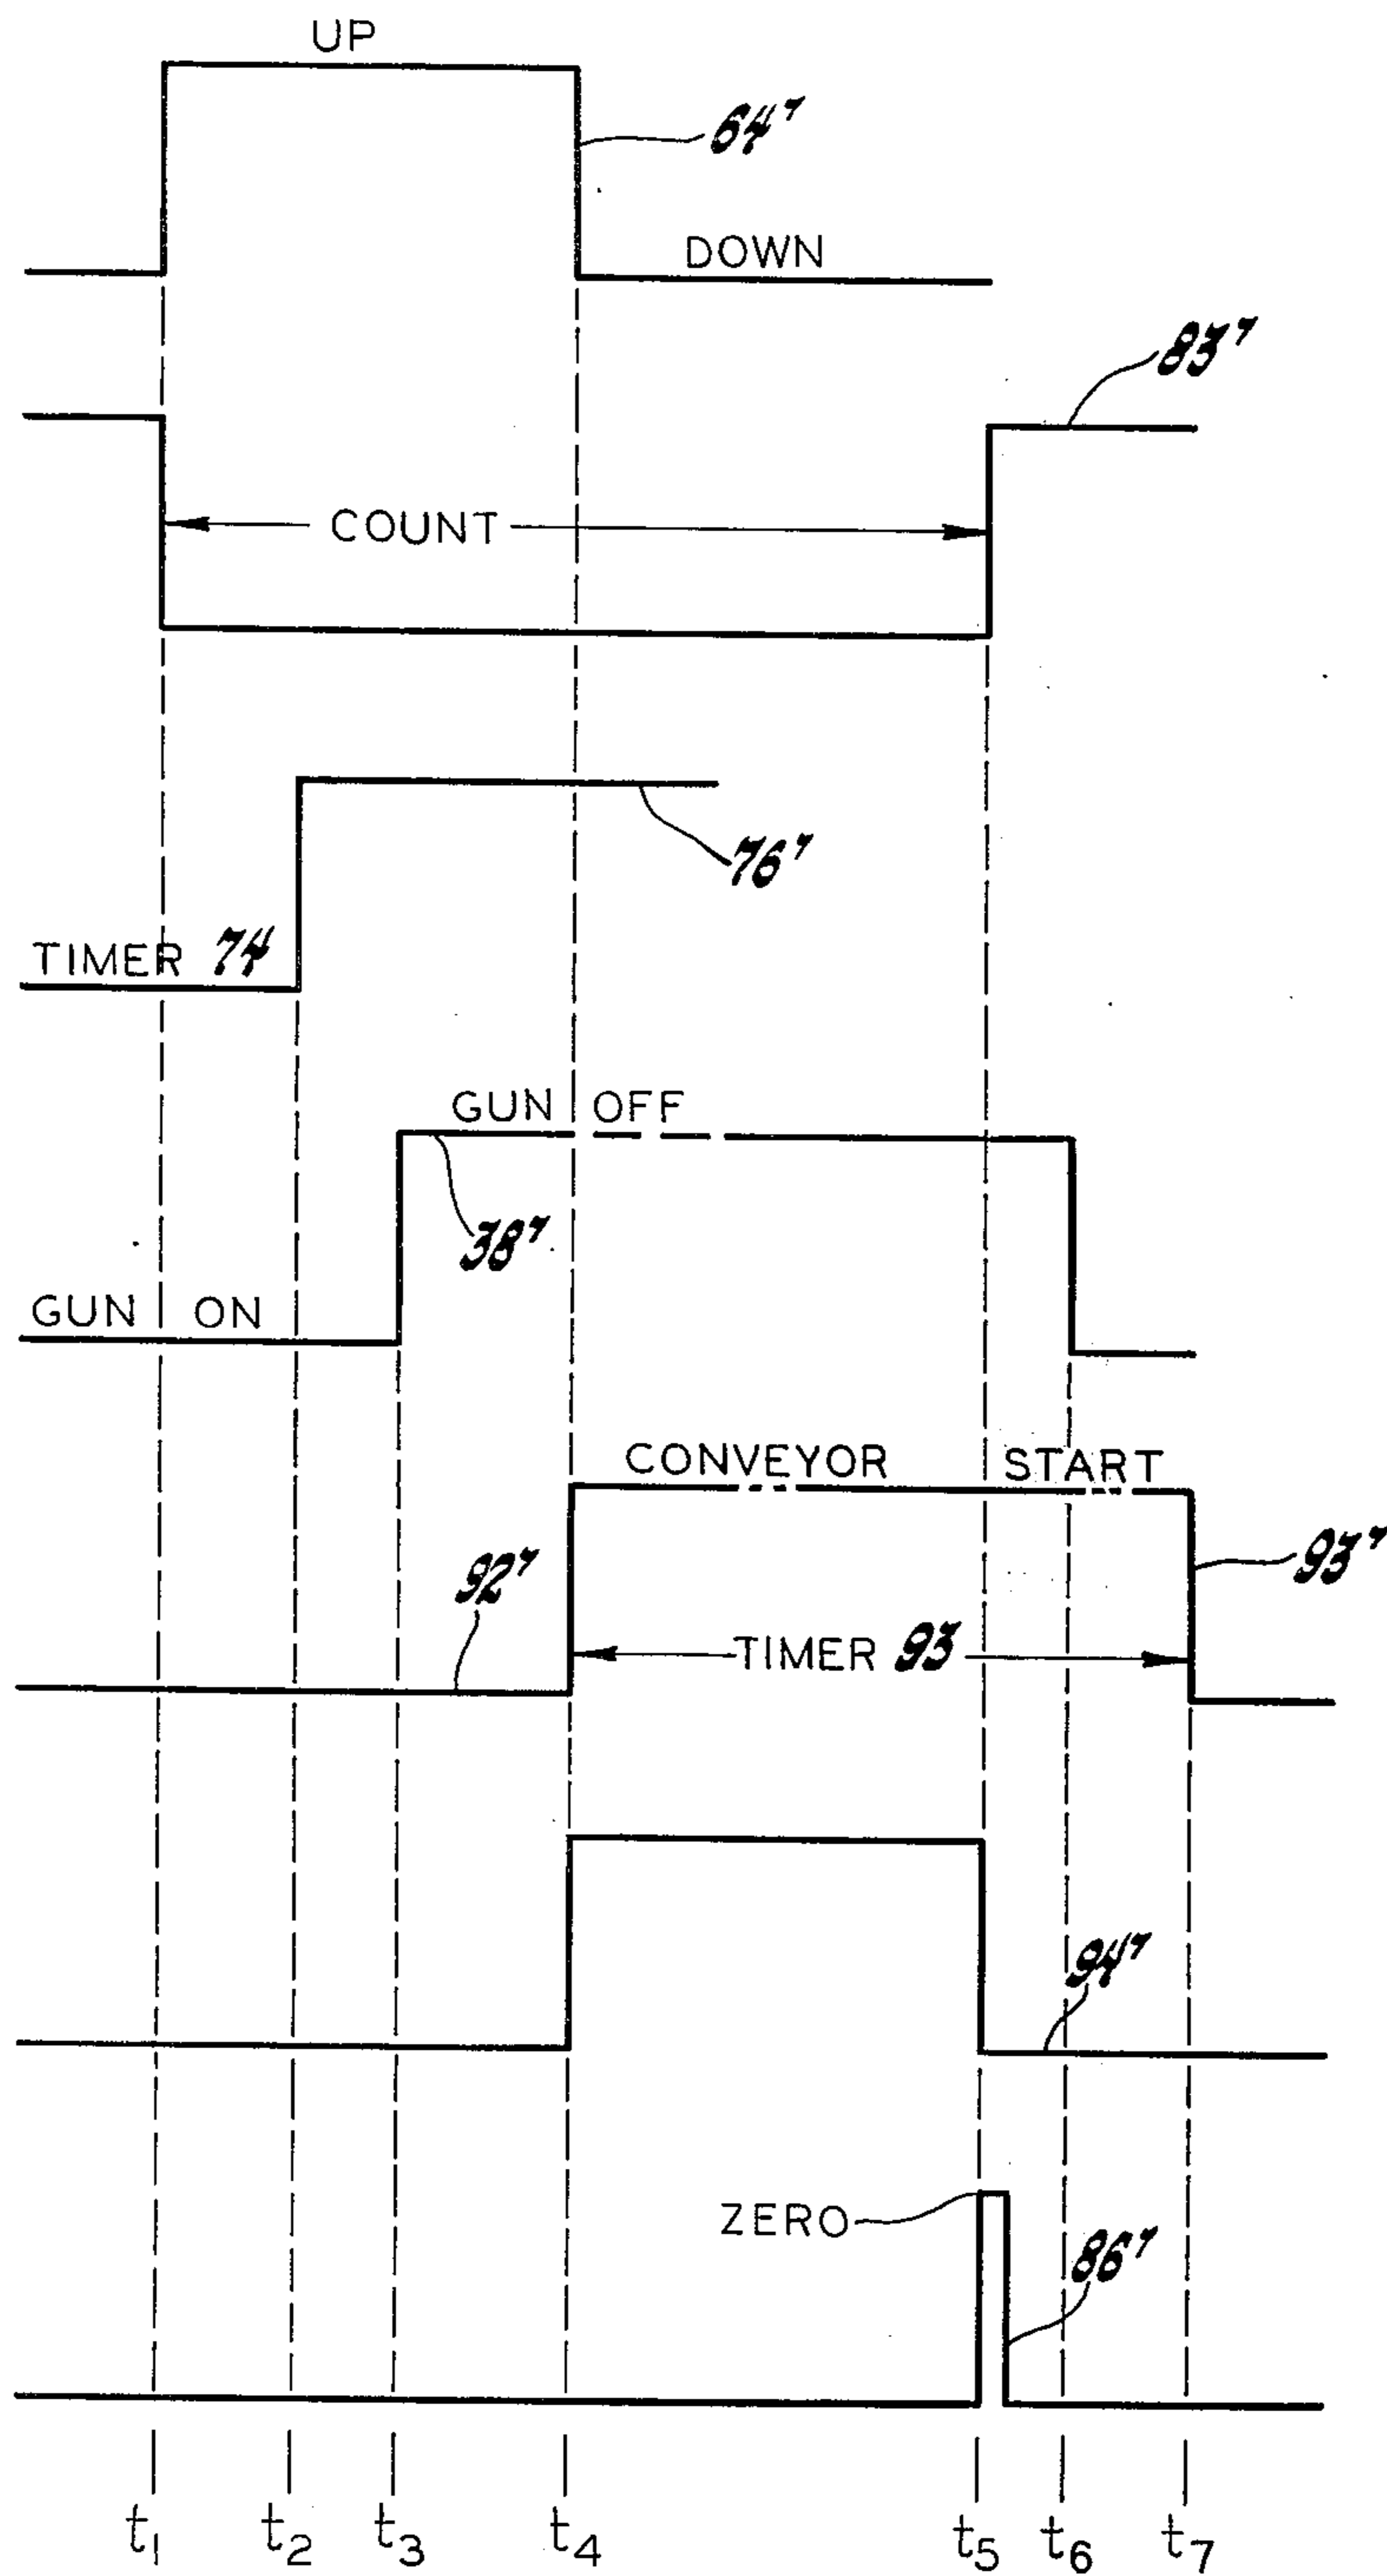 UP
64'
DOWN
83'
COUNT
76'
TIMER 74
GUN OFF
38'
GUN ON
CONVEYOR START
92'
93'
TIMER 93
94'
ZERO
86'
t1 t2 t3 t4 t5 t6 t7